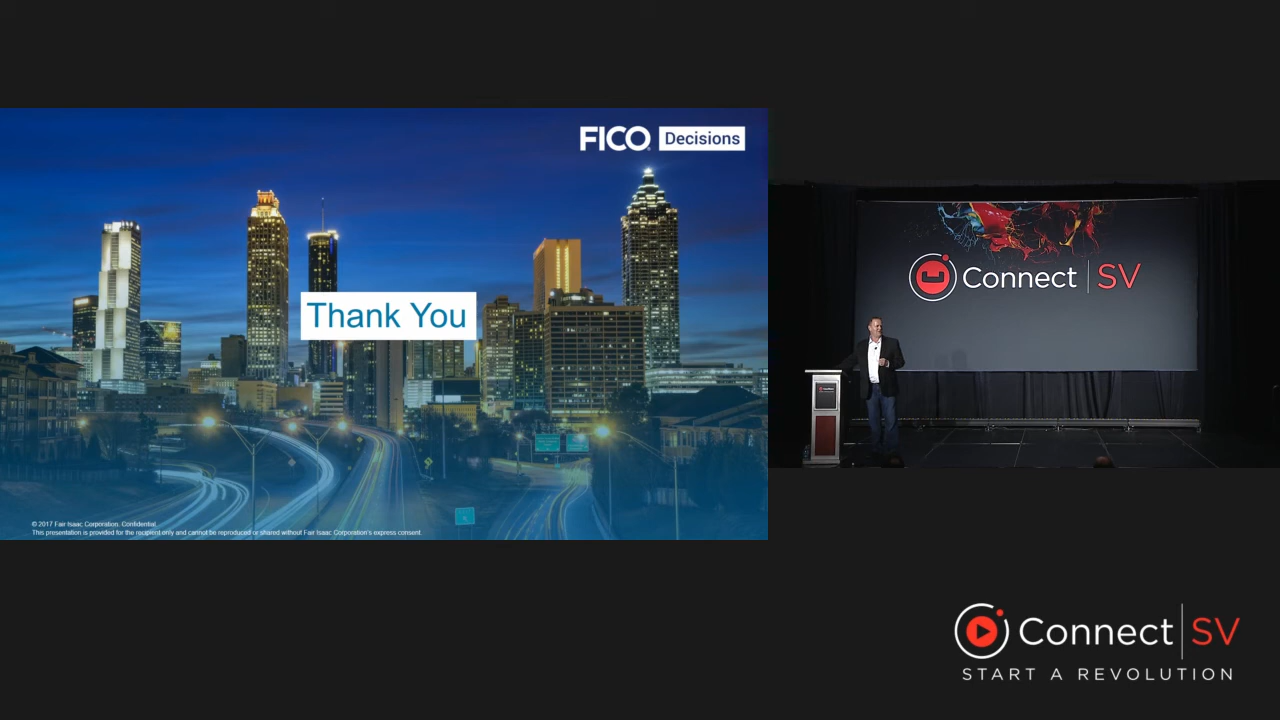 FICO Decisions
Thank You
© 2017 Fair Isaac Corporation. Confidential.
This presentation is provided for the recipient only and cannot be reproduced or shared without Fair Isaac Corporation's express consent.
Connect | SV
Connect | SV
START A REVOLUTION